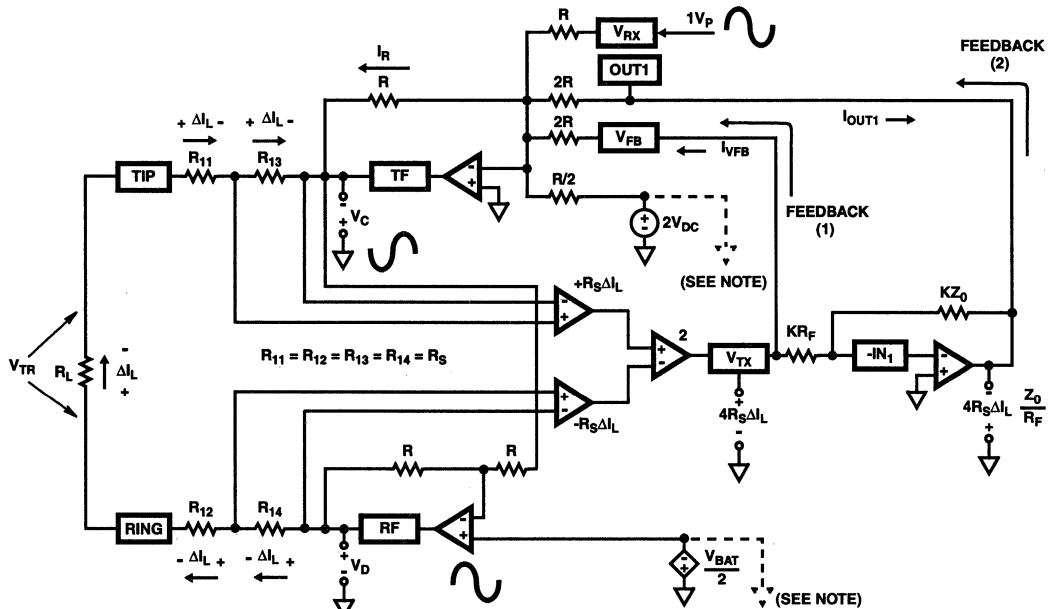 R
V_RX
1V_P
FEEDBACK
(2)
I_R
R
OUT1
2R
I_OUT1
+ ΔI_L -
+ ΔI_L -
2R
V_FB
I_VFB
R_11
R_13
TIP
TF
-
+
R/2
FEEDBACK
(1)
-
V_C
+
+
-
2V_DC
(SEE NOTE)
+R_SΔI_L
-
+
KZ_0
V_TR
R_L
-
ΔI_L
+
R_11 = R_12 = R_13 = R_14 = R_S
+
-
2
V_TX
KR_F
-IN_1
-
+
+
-
-R_SΔI_L
+
4R_SΔI_L
-
-
4R_SΔI_L
+
Z_0
R_F
R
R
R_12
R_14
RING
RF
-
+
- ΔI_L +
- ΔI_L +
+
V_D
-
-
+
V_BAT
2
(SEE NOTE)